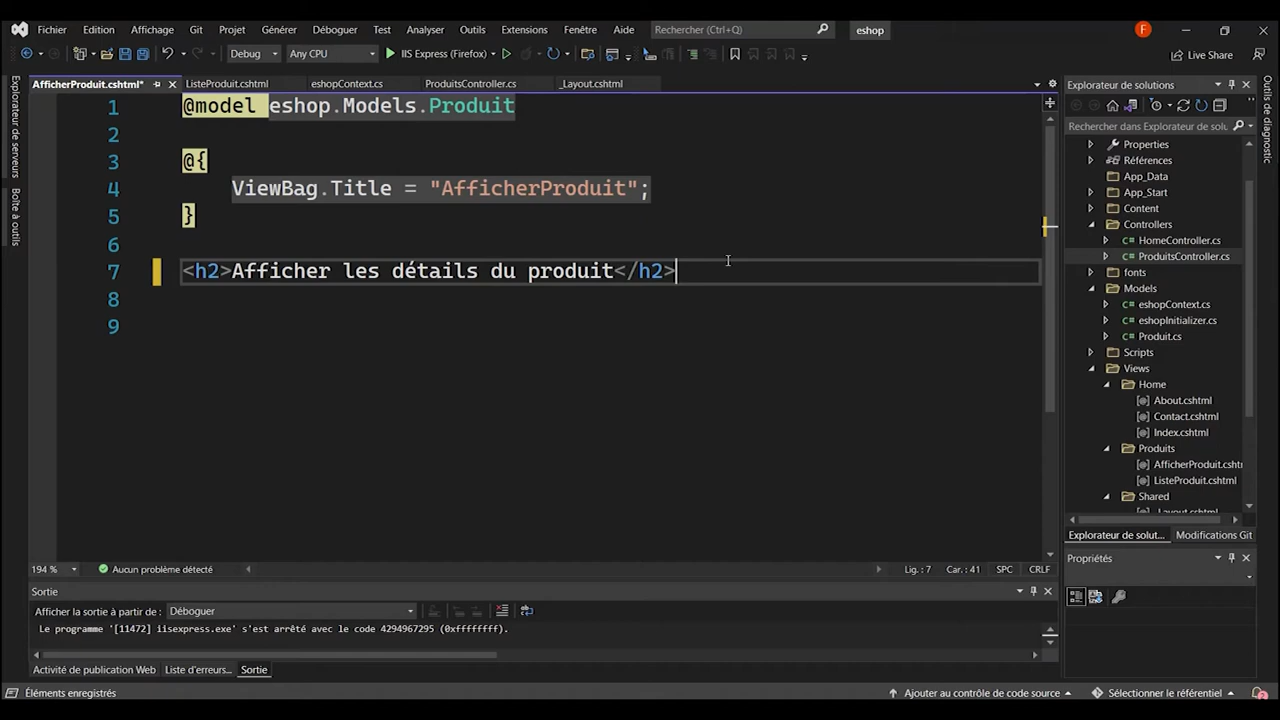 Fichier Edition Affichage Git Projet Générer Déboguer Test Analyser Outils Extensions Fenêtre Aide Rechercher (Ctrl+Q) eshop F
Debug Any CPU IIS Express (Firefox) Live Share
AfficherProduit.cshtml* ListeProduit.cshtml eshopContext.cs ProduitsController.cs _Layout.cshtml
Explorateur de serveurs
Boîte à outils
1 @model eshop.Models.Produit
2
3 @{
4 ViewBag.Title = "AfficherProduit";
5 }
6
7 <h2>Afficher les détails du produit</h2>
8
9
194 % Aucun problème détecté Lig. : 7 Car. : 41 SPC CRLF
Sortie
Afficher la sortie à partir de : Déboguer
Le programme '[11472] iisexpress.exe' s'est arrêté avec le code 4294967295 (0xffffffff).
Activité de publication Web Liste d'erreurs... Sortie
Explorateur de solutions
Rechercher dans l'Explorateur de solu
Properties
Références
App_Data
App_Start
Content
Controllers
C# HomeController.cs
C# ProduitsController.cs
fonts
Models
C# eshopContext.cs
C# eshopInitializer.cs
C# Produit.cs
Scripts
Views
Home
About.cshtml
Contact.cshtml
Index.cshtml
Produits
AfficherProduit.cshtm
ListeProduit.cshtml
Shared
_Layout.cshtml
Explorateur de solut... Modifications Git
Propriétés
Outils de diagnostic
Éléments enregistrés Ajouter au contrôle de code source Sélectionner le référentiel 2